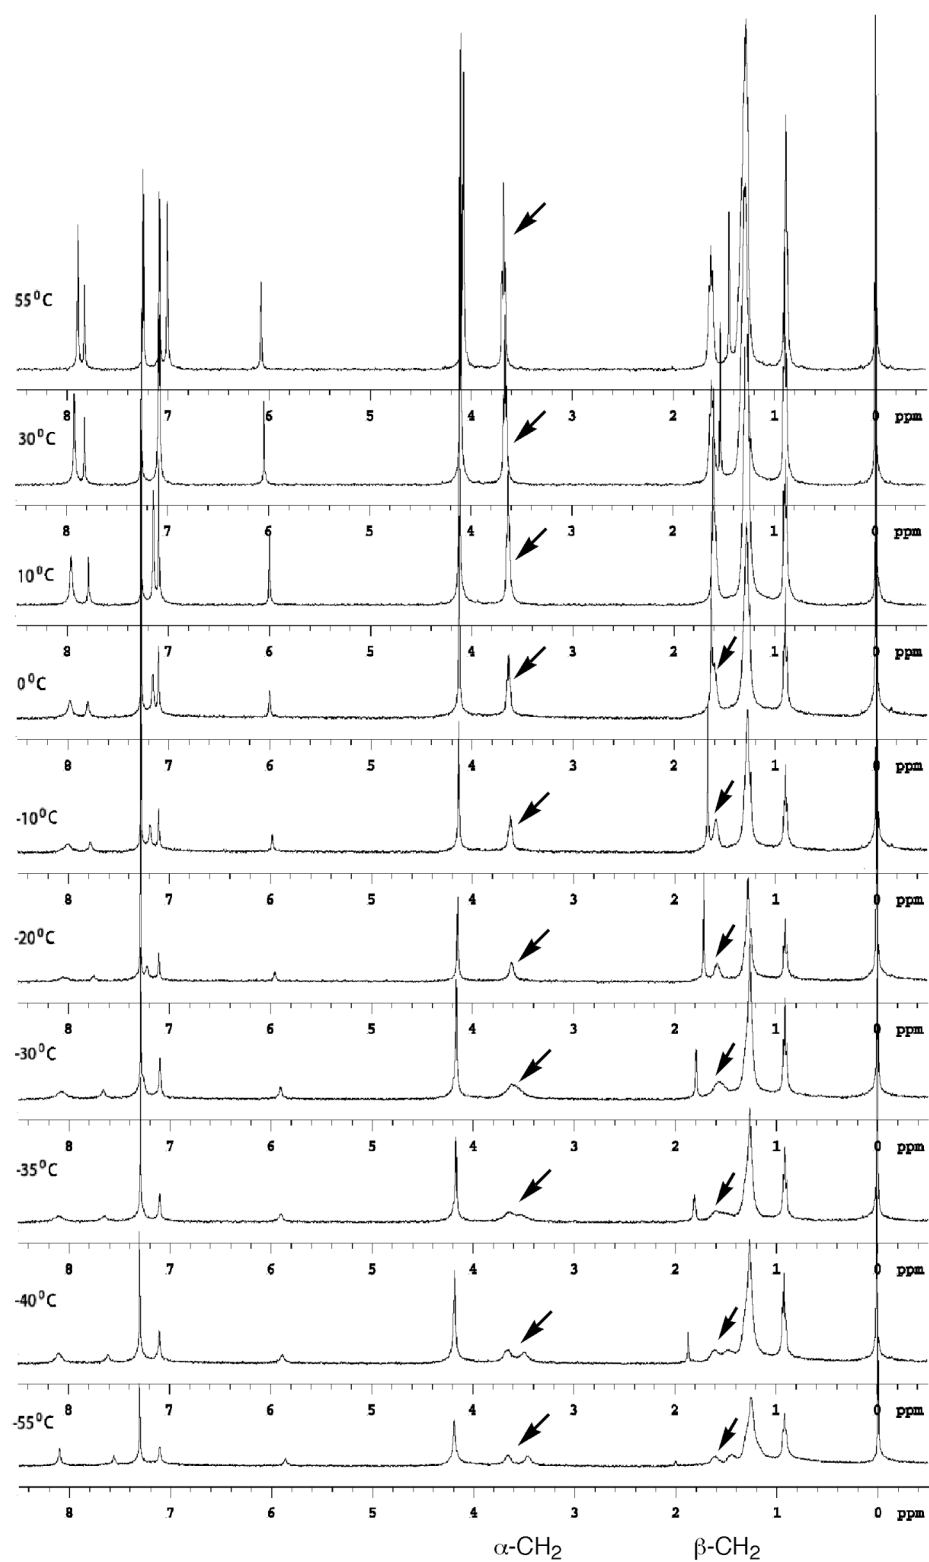 55⁰C
8 7 6 5 4 3 2 1 0 ppm
30⁰C
8 7 6 5 4 3 2 1 0 ppm
10⁰C
8 7 6 5 4 3 2 1 0 ppm
0⁰C
8 7 6 5 4 3 2 1 0 ppm
-10⁰C
8 7 6 5 4 3 2 1 0 ppm
-20⁰C
8 7 6 5 4 3 2 1 0 ppm
-30⁰C
8 7 6 5 4 3 2 1 0 ppm
-35⁰C
8 7 6 5 4 3 2 1 0 ppm
-40⁰C
8 7 6 5 4 3 2 1 0 ppm
-55⁰C
8 7 6 5 4 3 2 1 0 ppm
α-CH₂ β-CH₂